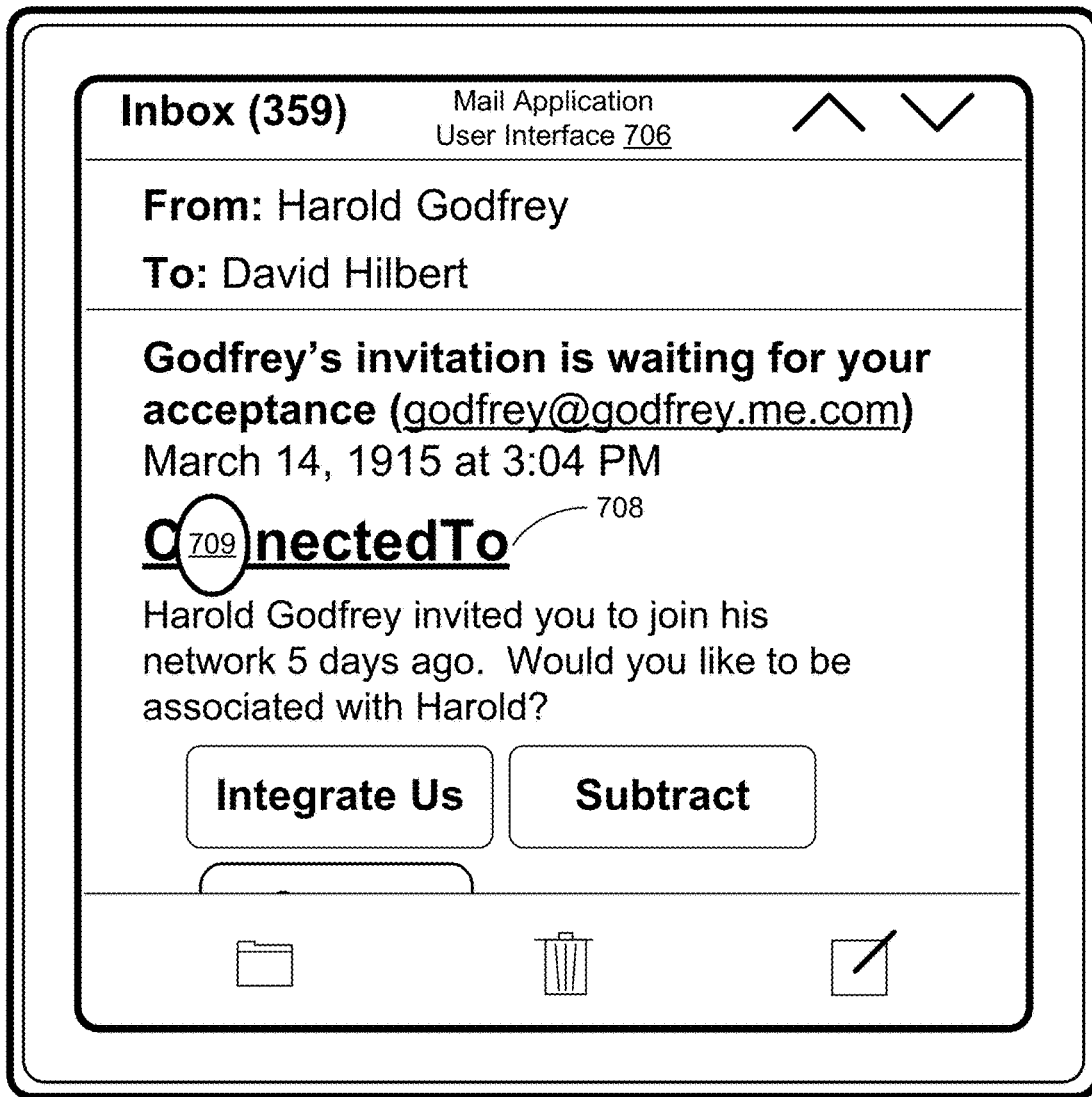 Inbox (359)
Mail Application
User Interface 706
From: Harold Godfrey
To: David Hilbert
Godfrey’s invitation is waiting for your
acceptance (godfrey@godfrey.me.com)
March 14, 1915 at 3:04 PM
708
C 709 nectedTo
Harold Godfrey invited you to join his
network 5 days ago.  Would you like to be
associated with Harold?
Integrate Us
Subtract